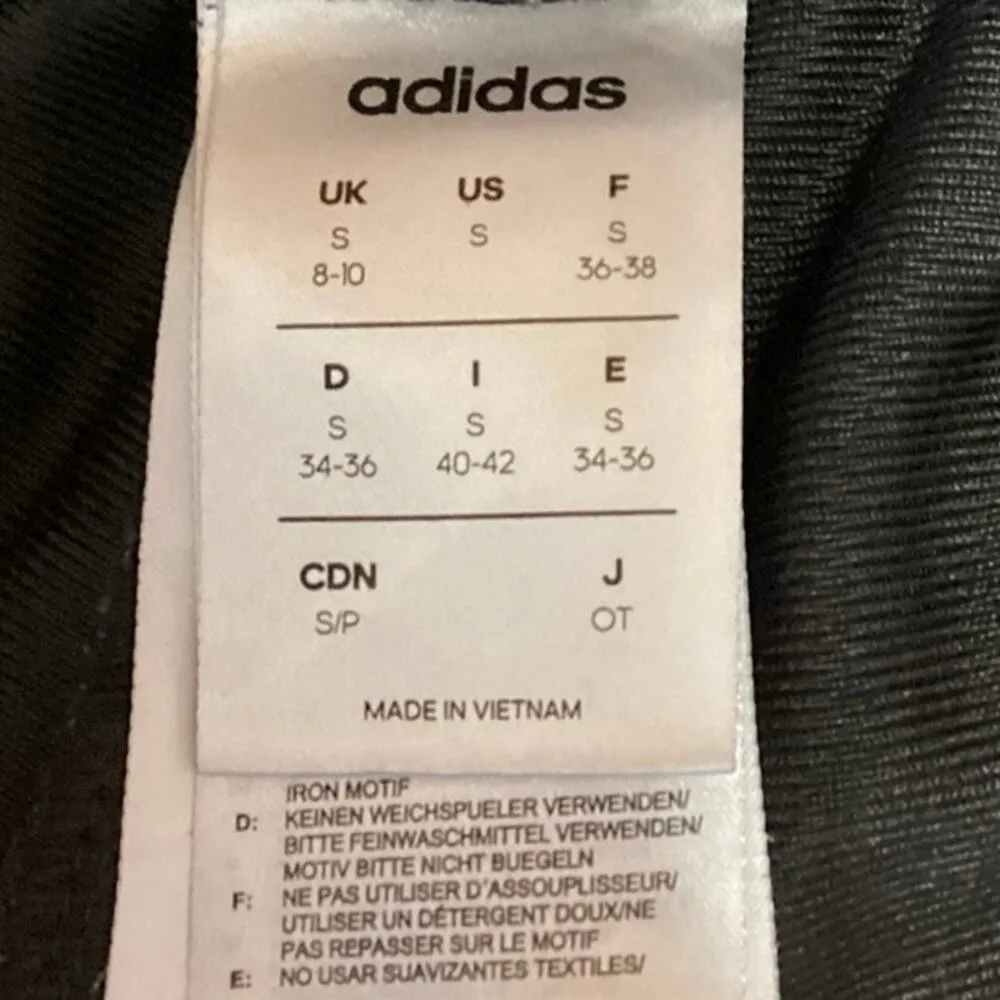 adidas
UK US F
S S S
8-10 36-38
D I E
S S S
34-36 40-42 34-36
CDN J
S/P OT
MADE IN VIETNAM
IRON MOTIF
D: KEINEN WEICHSPUELER VERWENDEN/
BITTE FEINWASCHMITTEL VERWENDEN/
MOTIV BITTE NICHT BUEGELN
F: NE PAS UTILISER D'ASSOUPLISSEUR/
UTILISER UN DÉTERGENT DOUX/NE
PAS REPASSER SUR LE MOTIF
E: NO USAR SUAVIZANTES TEXTILES/